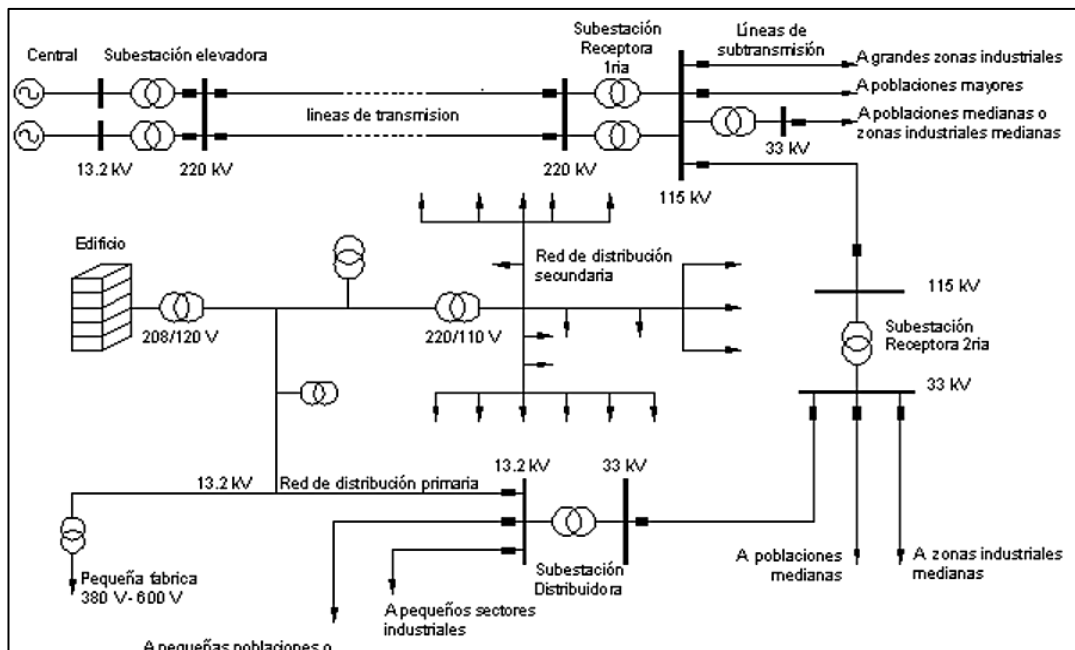 Central
Subestación elevadora
Subestación
Receptora
1ria
Líneas de
subtransmisión
A grandes zonas industriales
A poblaciones mayores
A poblaciones medianas o
zonas industriales medianas
lineas de transmision
13.2 kV
220 kV
220 kV
33 kV
115 kV
Edificio
Red de distribución
secundaria
208/120 V
220/110 V
115 kV
Subestación
Receptora 2ria
33 kV
13.2 kV
Red de distribución primaria
13.2 kV
33 kV
Pequeña fabrica
380 V- 600 V
Subestación
Distribuidora
A poblaciones
medianas
A zonas industriales
medianas
A pequeños sectores
industriales
A pequeñas poblaciones o